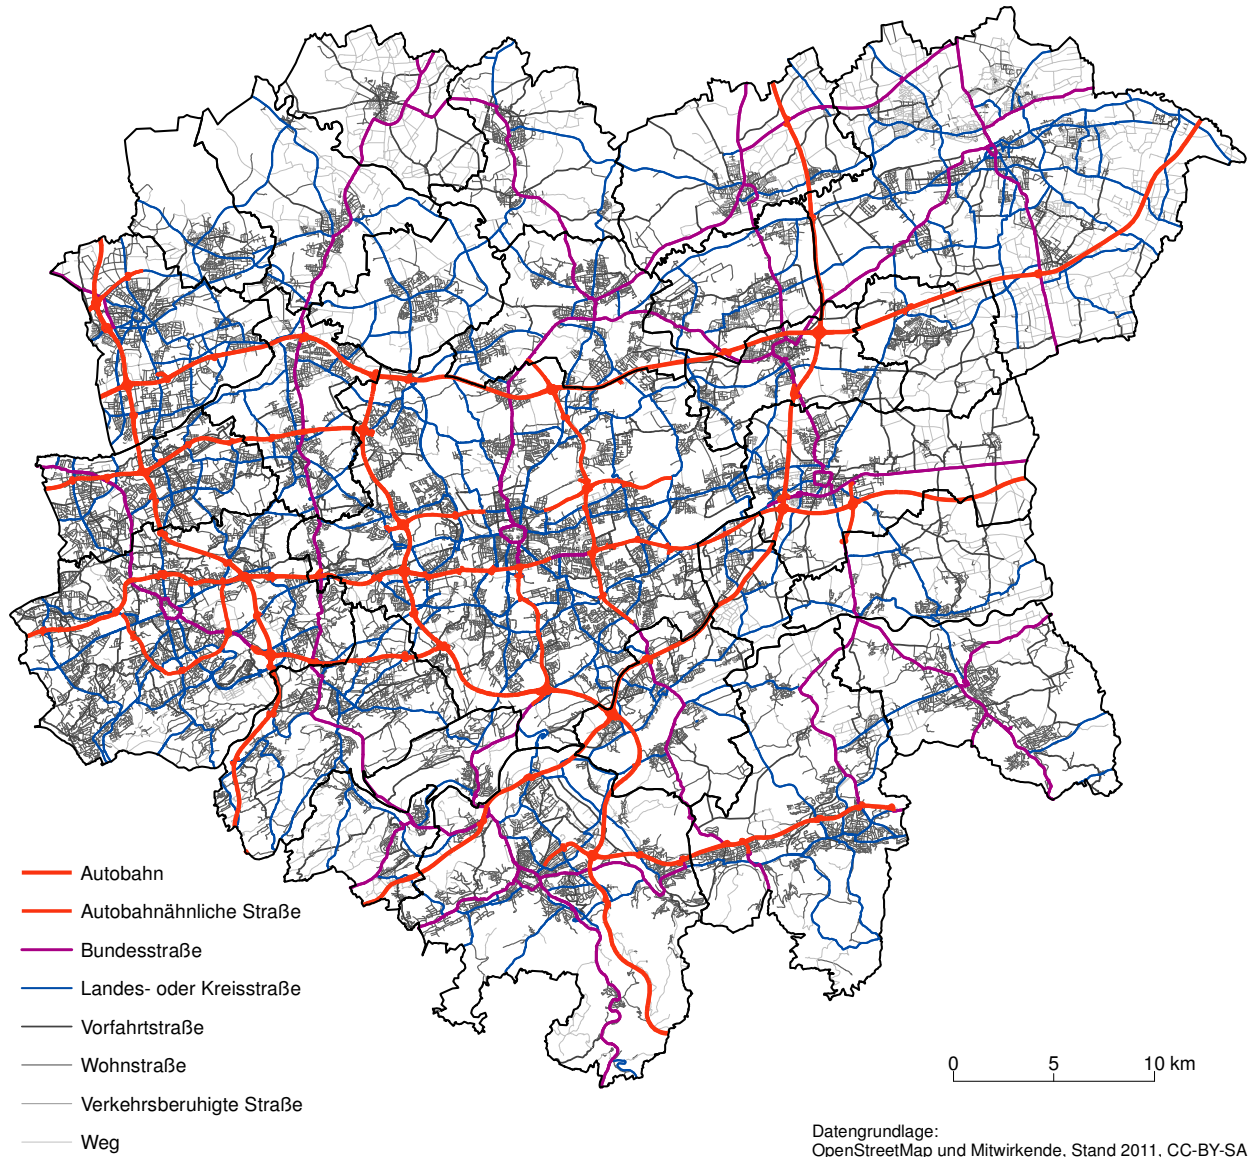 Autobahn
Autobahnähnliche Straße
Bundesstraße
Landes- oder Kreisstraße
Vorfahrtstraße
Wohnstraße
Verkehrsberuhigte Straße
Weg
0 5 10 km
Datengrundlage:
OpenStreetMap und Mitwirkende, Stand 2011, CC-BY-SA